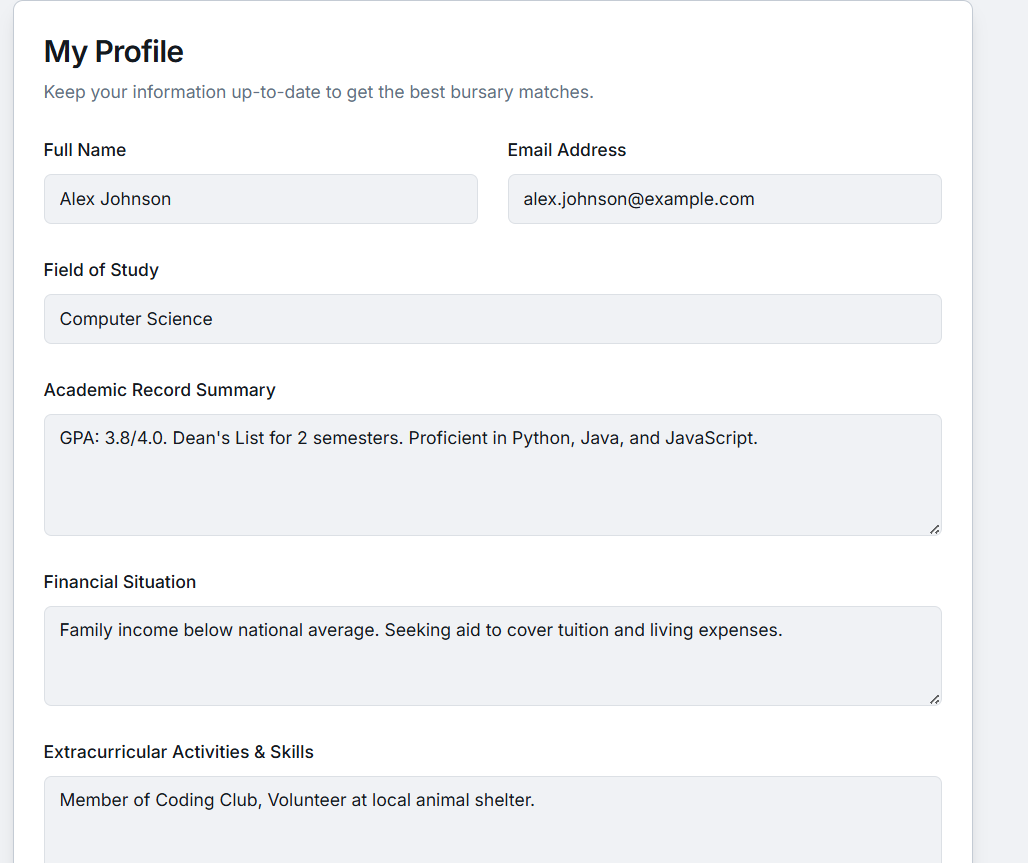 My Profile
Keep your information up-to-date to get the best bursary matches.
Full Name
Alex Johnson
Email Address
alex.johnson@example.com
Field of Study
Computer Science
Academic Record Summary
GPA: 3.8/4.0. Dean's List for 2 semesters. Proficient in Python, Java, and JavaScript.
Financial Situation
Family income below national average. Seeking aid to cover tuition and living expenses.
Extracurricular Activities & Skills
Member of Coding Club, Volunteer at local animal shelter.